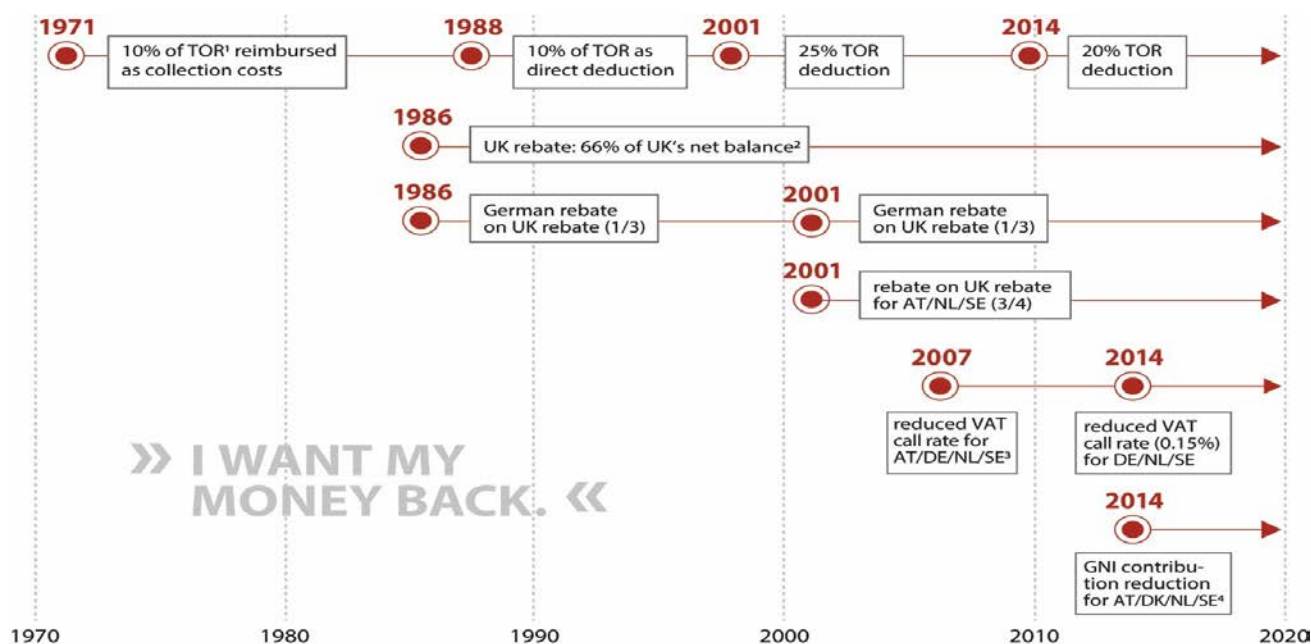 1971
10% of TOR¹ reimbursed
as collection costs
1988
10% of TOR as
direct deduction
2001
25% TOR
deduction
2014
20% TOR
deduction
1986
UK rebate: 66% of UK's net balance²
1986
German rebate
on UK rebate (1/3)
2001
German rebate
on UK rebate (1/3)
2001
rebate on UK rebate
for AT/NL/SE (3/4)
2007
reduced VAT
call rate for
AT/DE/NL/SE³
2014
reduced VAT
call rate (0.15%)
for DE/NL/SE
» I WANT MY
MONEY BACK. «
2014
GNI contribu-
tion reduction
for AT/DK/NL/SE⁴
1970 1980 1990 2000 2010 2020